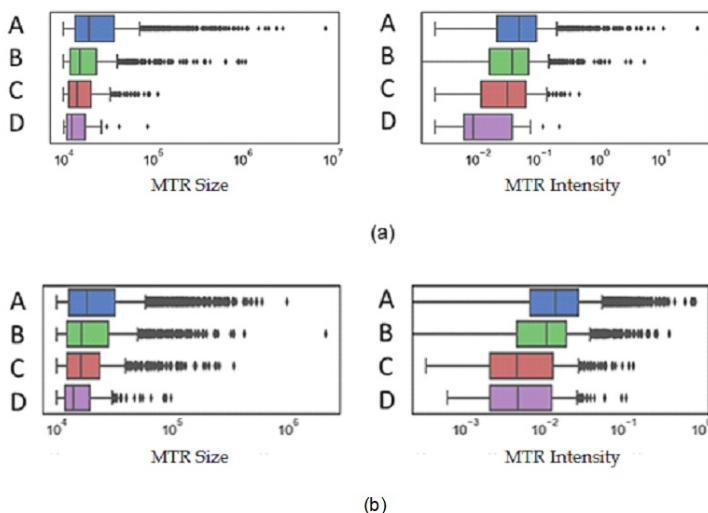 A
B
C
D
10⁴ 10⁵ 10⁶ 10⁷
MTR Size
10⁻² 10⁻¹ 10⁰ 10¹
MTR Intensity
(a)
A
B
C
D
10⁴ 10⁵ 10⁶
MTR Size
A
B
C
D
10⁻³ 10⁻² 10⁻¹ 10⁰
MTR Intensity
(b)